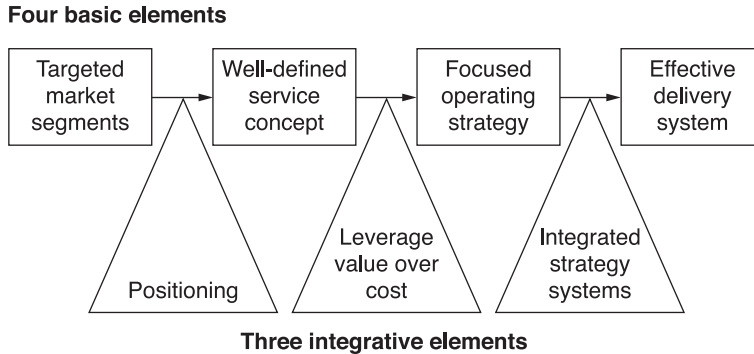 Four basic elements
Targeted
market
segments
Well-defined
service
concept
Focused
operating
strategy
Effective
delivery
system
Positioning
Leverage
value over
cost
Integrated
strategy
systems
Three integrative elements